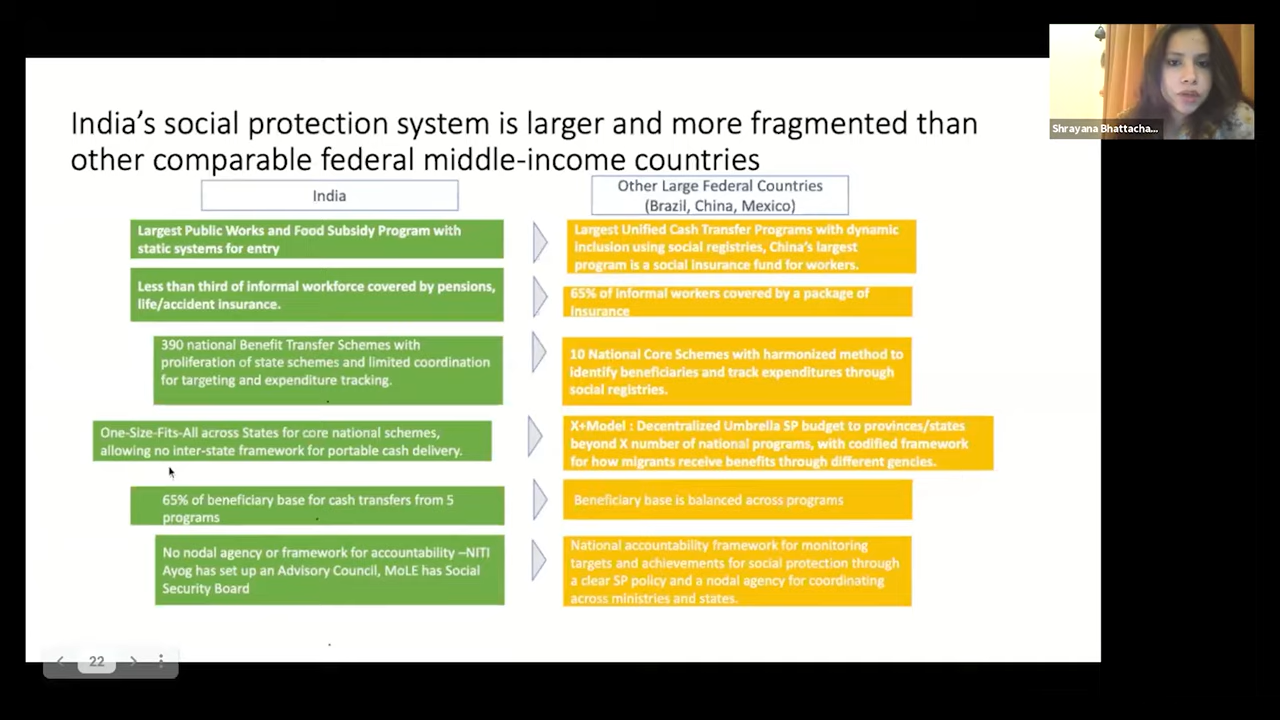 Shrayana Bhattacha...
India's social protection system is larger and more fragmented than
other comparable federal middle-income countries
India
Other Large Federal Countries
(Brazil, China, Mexico)
Largest Public Works and Food Subsidy Program with
static systems for entry
Largest Unified Cash Transfer Programs with dynamic
inclusion using social registries, China's largest
program is a social insurance fund for workers.
Less than third of informal workforce covered by pensions,
life/accident insurance.
65% of informal workers covered by a package of
insurance
390 national Benefit Transfer Schemes with
proliferation of state schemes and limited coordination
for targeting and expenditure tracking.
10 National Core Schemes with harmonized method to
identify beneficiaries and track expenditures through
social registries.
One-Size-Fits-All across States for core national schemes,
allowing no inter-state framework for portable cash delivery.
X+Model : Decentralized Umbrella SP budget to provinces/states
beyond X number of national programs, with codified framework
for how migrants receive benefits through different gencies.
65% of beneficiary base for cash transfers from 5
programs
Beneficiary base is balanced across programs
No nodal agency or framework for accountability –NITI
Ayog has set up an Advisory Council, MoLE has Social
Security Board
National accountability framework for monitoring
targets and achievements for social protection through
a clear SP policy and a nodal agency for coordinating
across ministries and states.
22